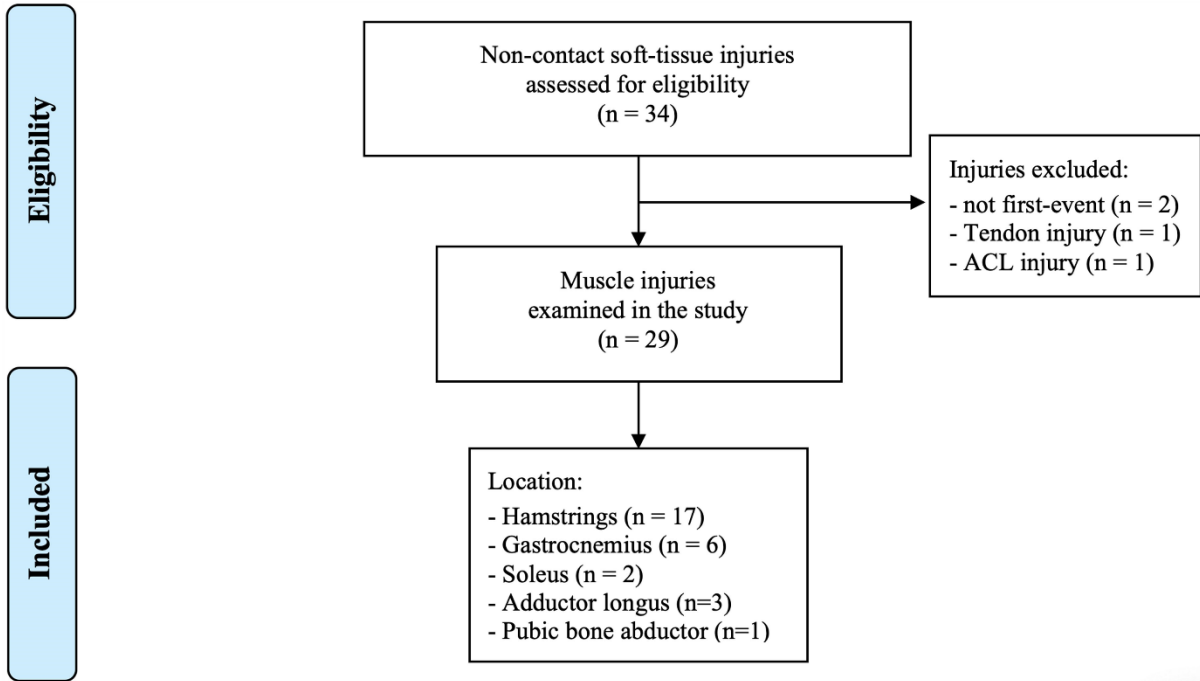 Eligibility
Non-contact soft-tissue injuries
assessed for eligibility
(n = 34)
Injuries excluded:
- not first-event (n = 2)
- Tendon injury (n = 1)
- ACL injury (n = 1)
Muscle injuries
examined in the study
(n = 29)
Included
Location:
- Hamstrings (n = 17)
- Gastrocnemius (n = 6)
- Soleus (n = 2)
- Adductor longus (n=3)
- Pubic bone abductor (n=1)